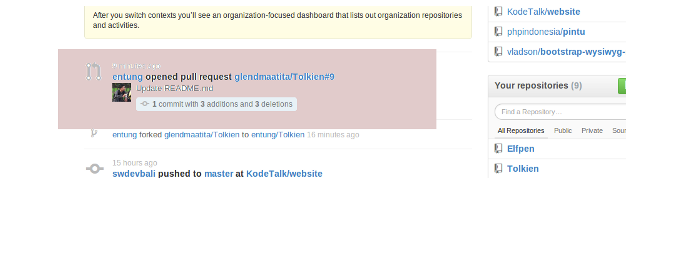 After you switch contexts you'll see an organization-focused dashboard that lists out organization repositories
and activities.
entung opened pull request glendmaatita/Tolkien#9
Update README.md
1 commit with 3 additions and 3 deletions
entung forked glendmaatita/Tolkien to entung/Tolkien 16 minutes ago
15 hours ago
swdevbali pushed to master at KodeTalk/website
KodeTalk/website
phpindonesia/pintu
vladson/bootstrap-wysiwyg-
Your repositories (9)
Find a Repository…
All Repositories Public Private Sour
Elfpen
Tolkien